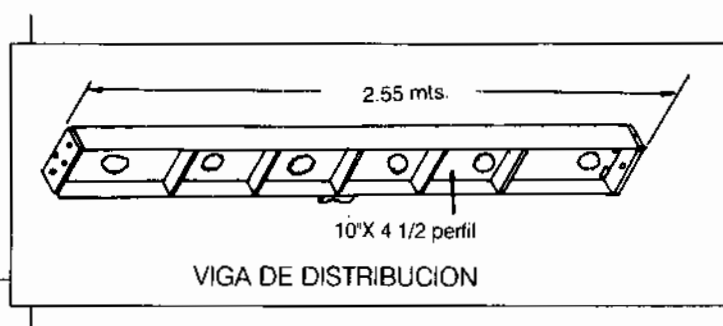 2.55 mts.
10"X 4 1/2 perfil
VIGA DE DISTRIBUCION